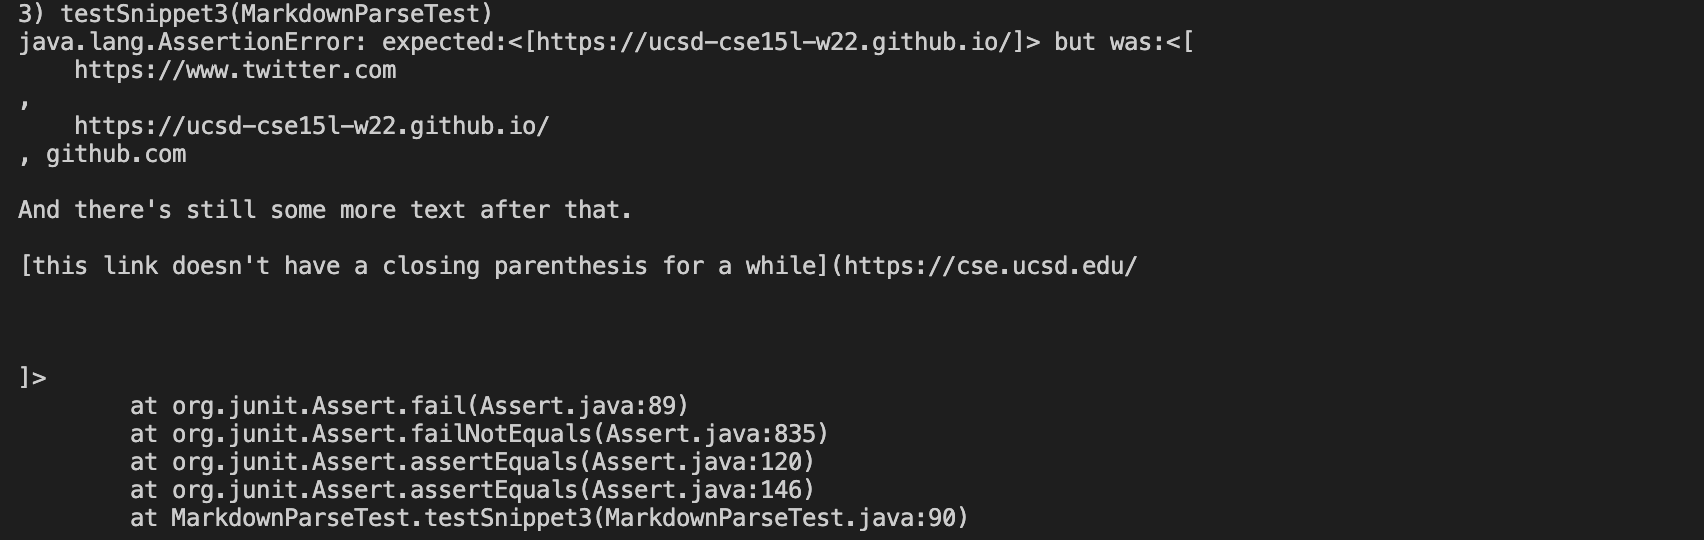 3) testSnippet3(MarkdownParseTest)
java.lang.AssertionError: expected:<[https://ucsd-cse15l-w22.github.io/]> but was:<[
    https://www.twitter.com
,
    https://ucsd-cse15l-w22.github.io/
, github.com

And there's still some more text after that.

[this link doesn't have a closing parenthesis for a while](https://cse.ucsd.edu/



]>
        at org.junit.Assert.fail(Assert.java:89)
        at org.junit.Assert.failNotEquals(Assert.java:835)
        at org.junit.Assert.assertEquals(Assert.java:120)
        at org.junit.Assert.assertEquals(Assert.java:146)
        at MarkdownParseTest.testSnippet3(MarkdownParseTest.java:90)